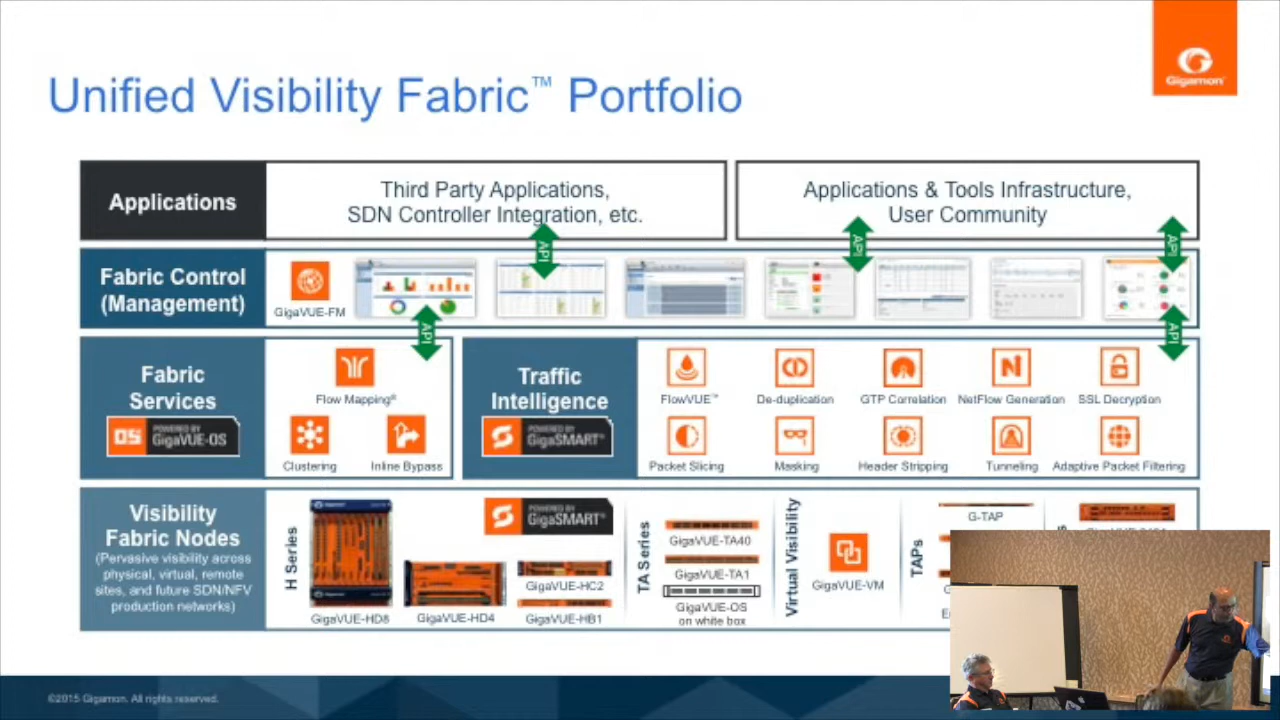 Gigamon™
Unified Visibility Fabric™ Portfolio
Applications
Third Party Applications,
SDN Controller Integration, etc.
Applications & Tools Infrastructure,
User Community
API
API
API
Fabric Control
(Management)
GigaVUE-FM
API
API
Fabric
Services
POWERED BY
OS GigaVUE-OS
Flow Mapping®
Clustering
Inline Bypass
Traffic
Intelligence
POWERED BY
GigaSMART®
FlowVUE™
De-duplication
GTP Correlation
NetFlow Generation
SSL Decryption
Packet Slicing
Masking
Header Stripping
Tunneling
Adaptive Packet Filtering
Visibility
Fabric Nodes
(Pervasive visibility across
physical, virtual, remote
sites, and future SDN/NFV
production networks)
H Series
GigaVUE-HD8
GigaVUE-HD4
POWERED BY
GigaSMART®
GigaVUE-HC2
GigaVUE-HB1
TA Series
GigaVUE-TA40
GigaVUE-TA1
GigaVUE-OS
on white box
Virtual Visibility
GigaVUE-VM
TAPs
G-TAP
©2015 Gigamon. All rights reserved.